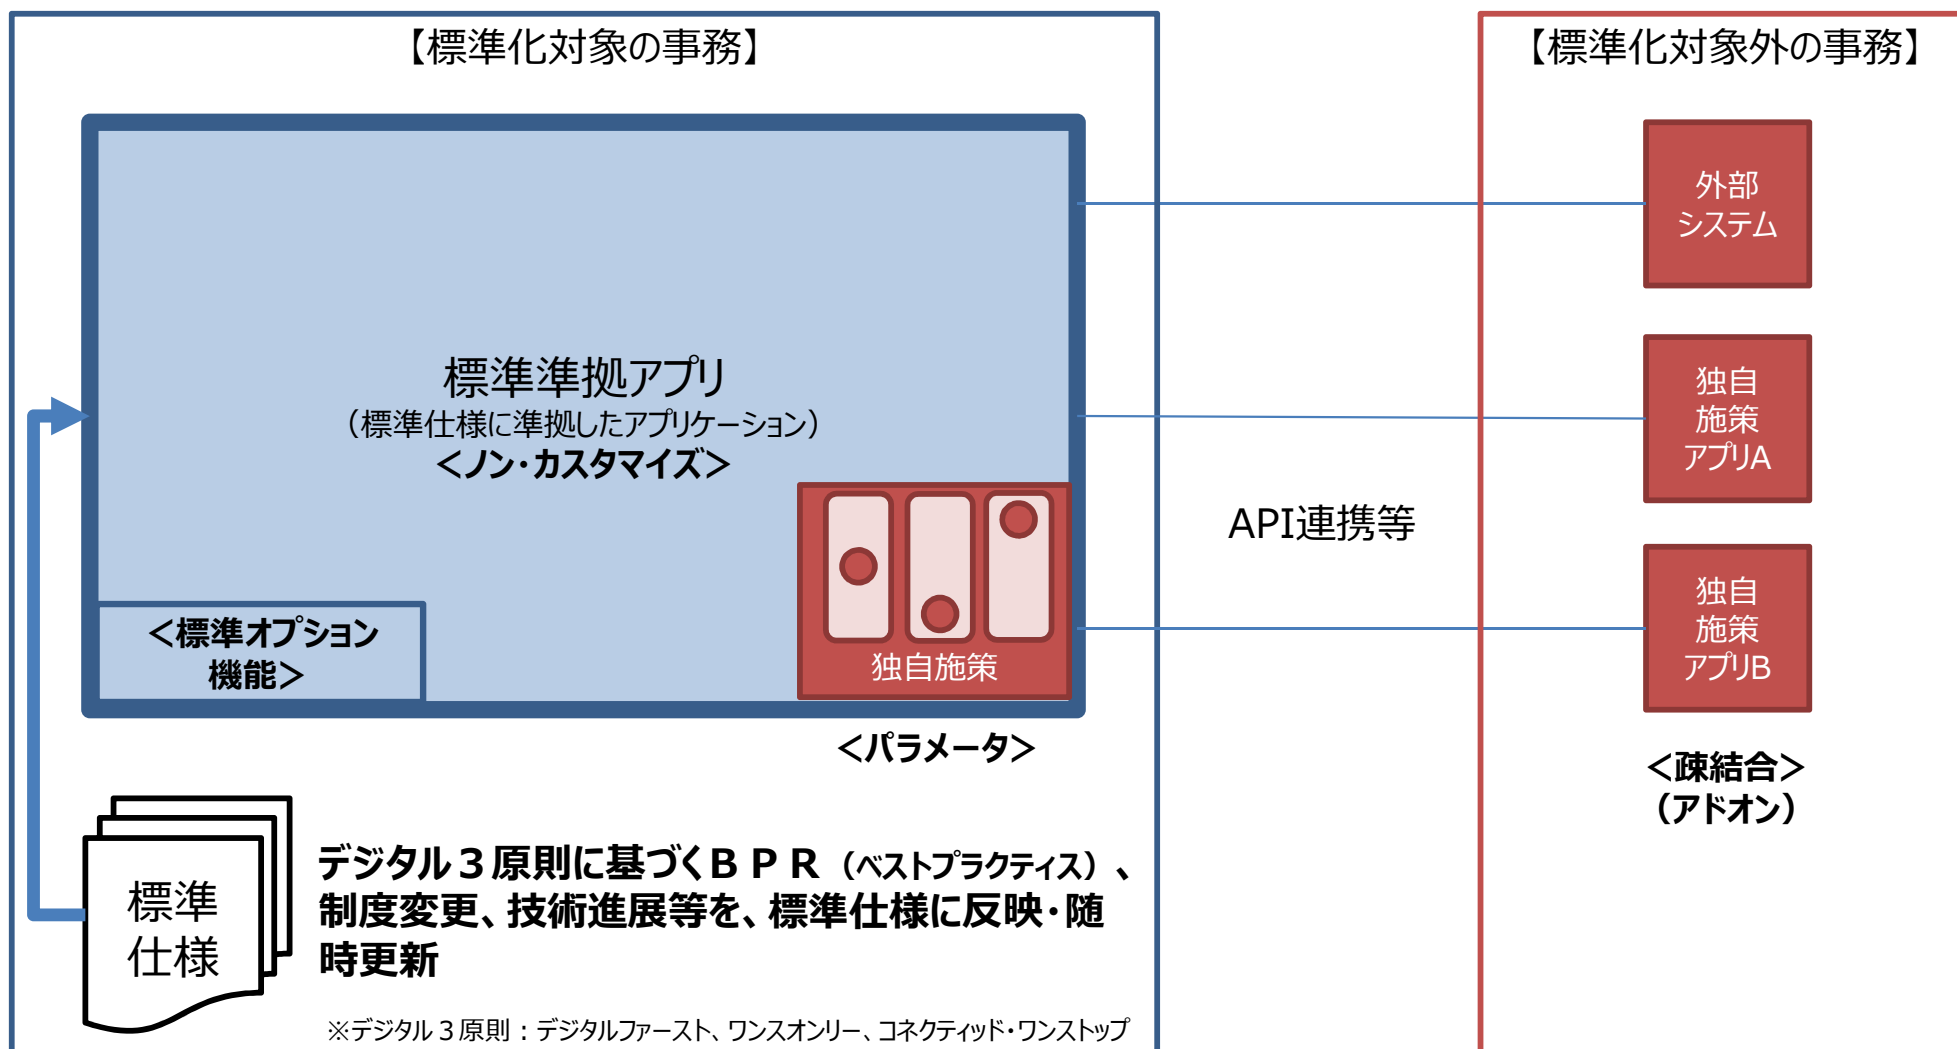 【標準化対象の事務】
標準準拠アプリ
（標準仕様に準拠したアプリケーション）
＜ノン・カスタマイズ＞
＜標準オプション
機能＞
独自施策
＜パラメータ＞
標準
仕様
デジタル３原則に基づくＢＰＲ（ベストプラクティス）、
制度変更、技術進展等を、標準仕様に反映・随
時更新
※デジタル３原則：デジタルファースト、ワンスオンリー、コネクティッド・ワンストップ
API連携等
【標準化対象外の事務】
外部
システム
独自
施策
アプリA
独自
施策
アプリB
＜疎結合＞
（アドオン）